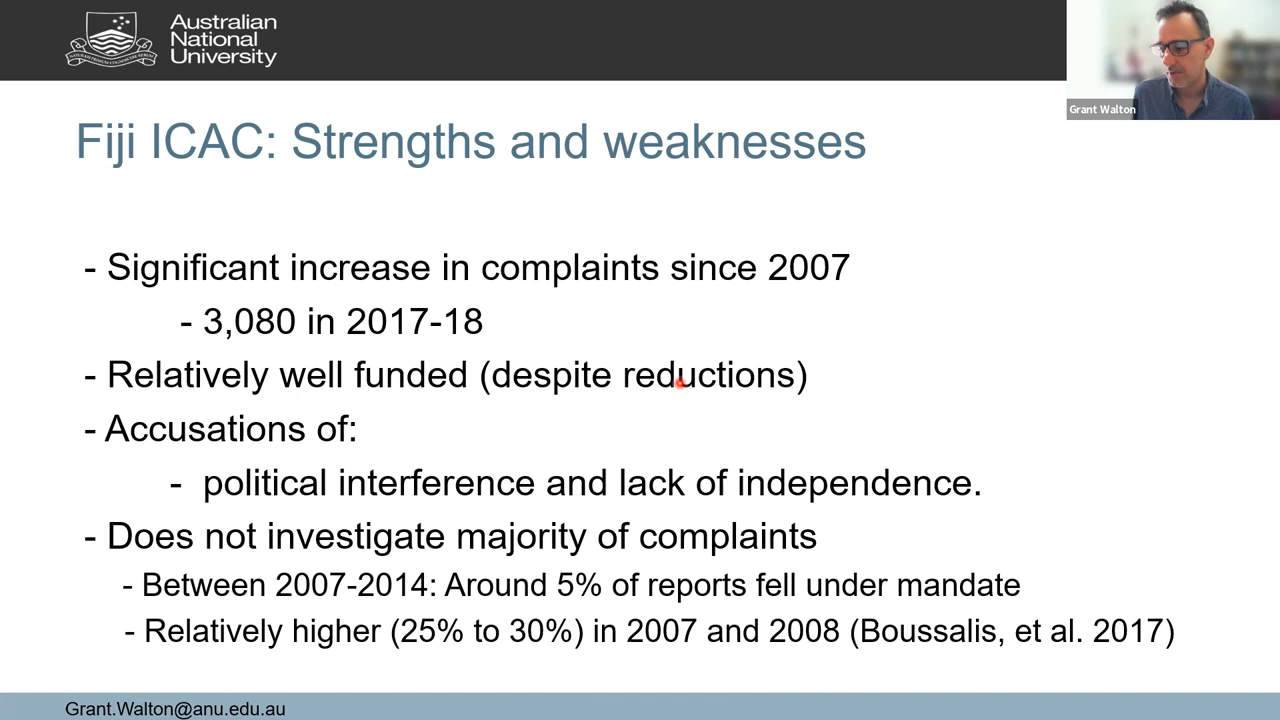 Australian
National
University
Grant Walton
Fiji ICAC: Strengths and weaknesses
- Significant increase in complaints since 2007
- 3,080 in 2017-18
- Relatively well funded (despite reductions)
- Accusations of:
- political interference and lack of independence.
- Does not investigate majority of complaints
- Between 2007-2014: Around 5% of reports fell under mandate
- Relatively higher (25% to 30%) in 2007 and 2008 (Boussalis, et al. 2017)
Grant.Walton@anu.edu.au